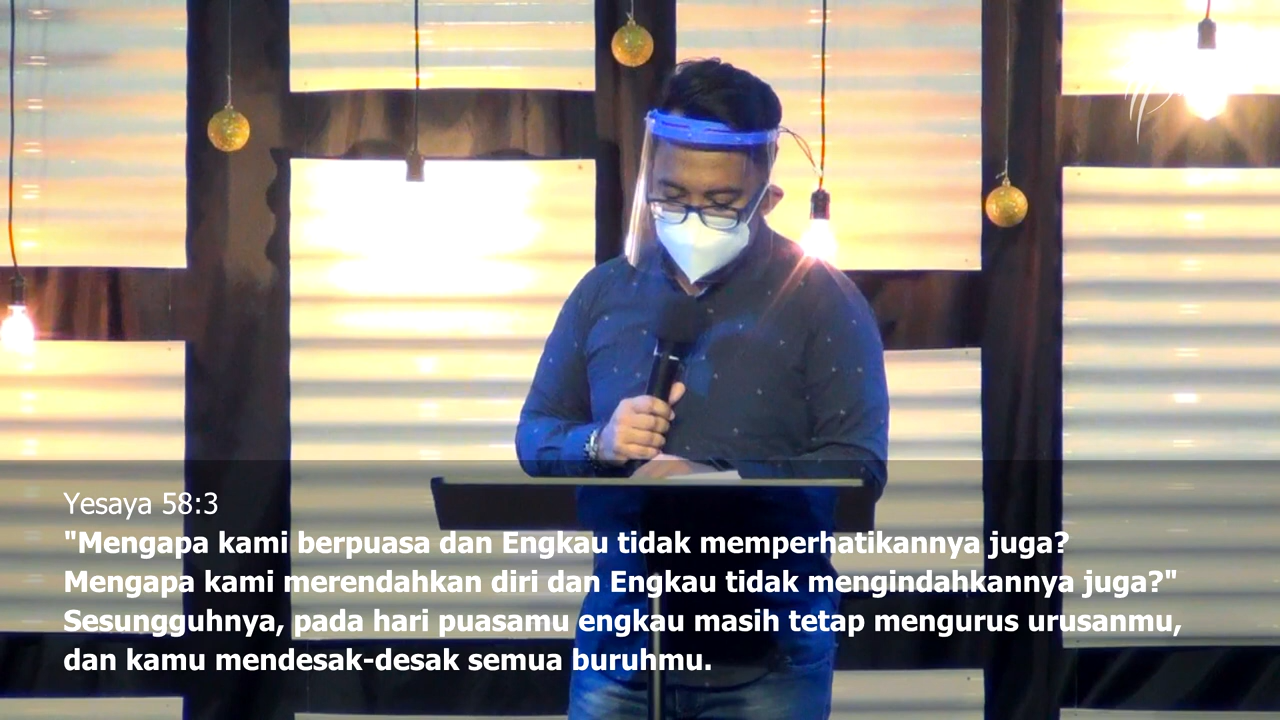 Yesaya 58:3
"Mengapa kami berpuasa dan Engkau tidak memperhatikannya juga?
Mengapa kami merendahkan diri dan Engkau tidak mengindahkannya juga?"
Sesungguhnya, pada hari puasamu engkau masih tetap mengurus urusanmu,
dan kamu mendesak-desak semua buruhmu.